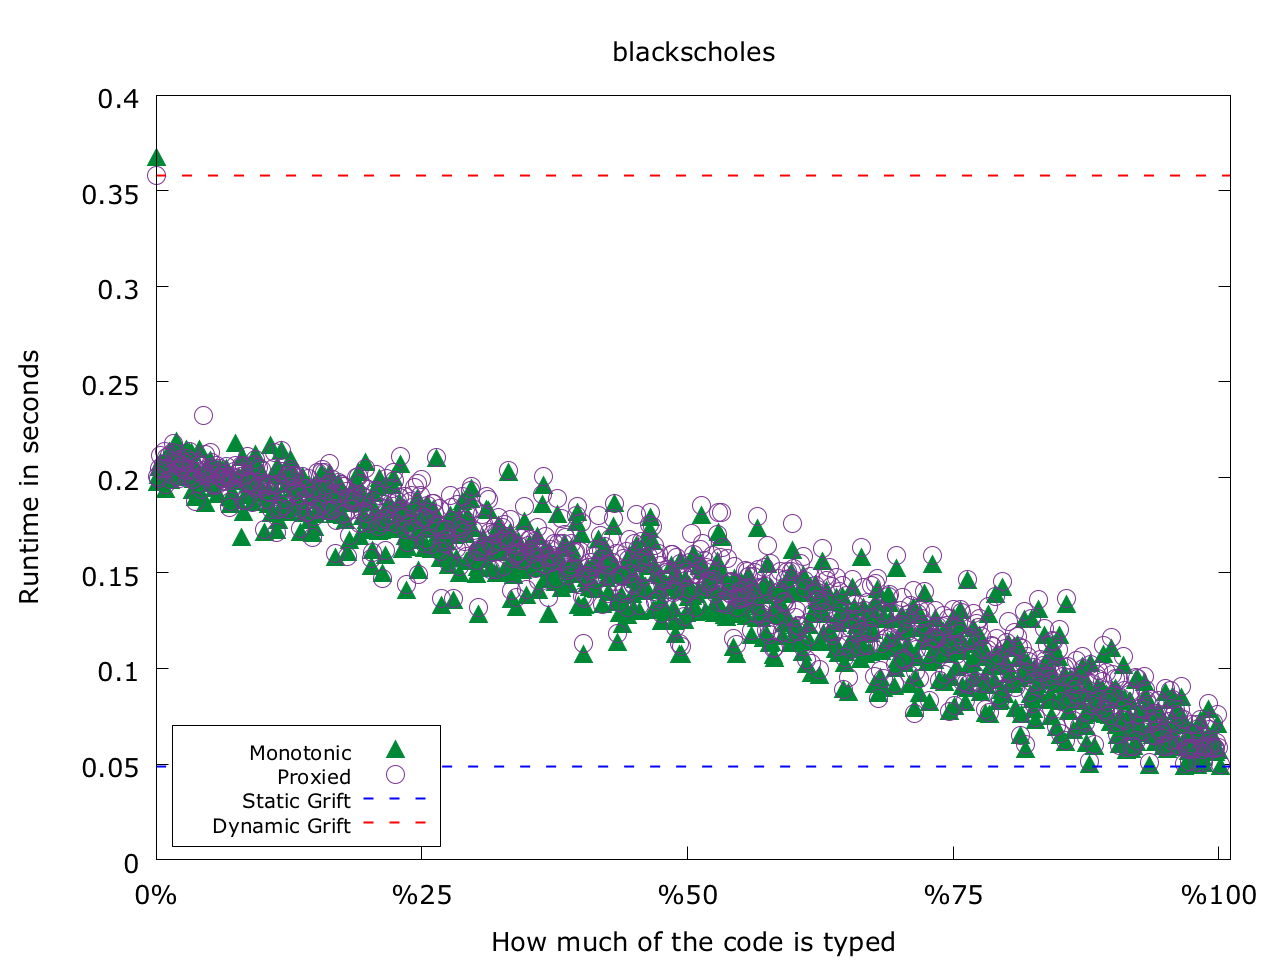 blackscholes
0.4
0.35
0.3
0.25
0.2
0.15
0.1
0.05
0
Runtime in seconds
Monotonic
Proxied
Static Grift
Dynamic Grift
0% %25 %50 %75 %100
How much of the code is typed